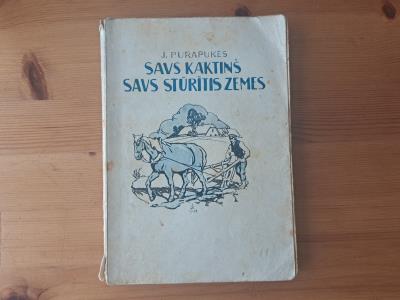 J. PURAPUĶES
SAVS KAKTIŅŠ
SAVS STŪRĪTIS ZEMES